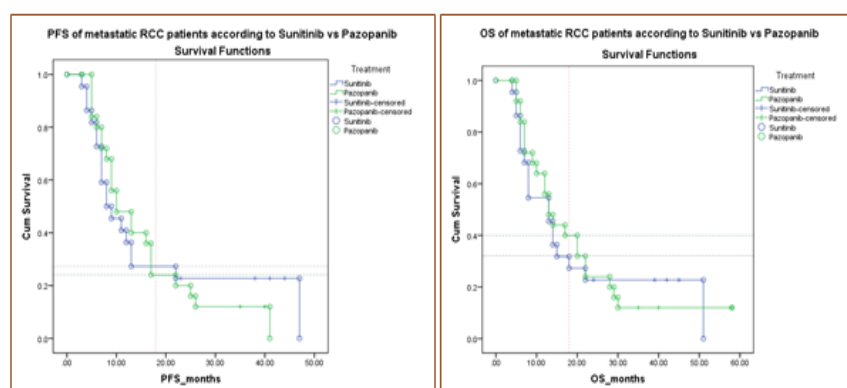 PFS of metastatic RCC patients according to Sunitinib vs Pazopanib
Survival Functions
Treatment
Sunitinib
Pazopanib
Sunitinib-censored
Pazopanib-censored
Sunitinib
Pazopanib
Cum Survival
1.0
0.8
0.6
0.4
0.2
0.0
.00
10.00
20.00
30.00
40.00
50.00
PFS_months
OS of metastatic RCC patients according to Sunitinib vs Pazopanib
Survival Functions
Treatment
Sunitinib
Pazopanib
Sunitinib-censored
Pazopanib-censored
Sunitinib
Pazopanib
Cum Survival
1.0
0.8
0.6
0.4
0.2
0.0
.00
10.00
20.00
30.00
40.00
50.00
60.00
OS_months